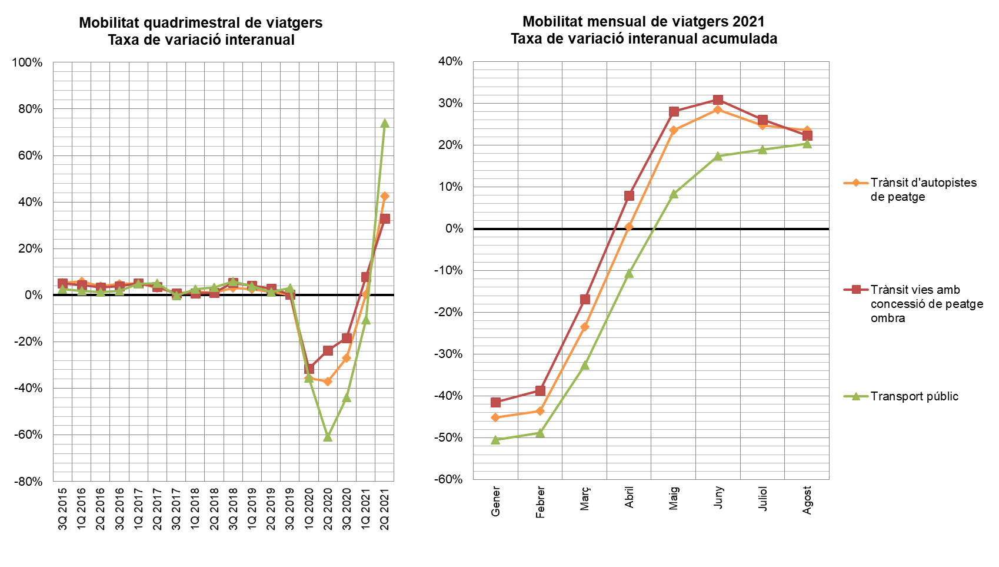 Mobilitat quadrimestral de viatgers
Taxa de variació interanual
100%
80%
60%
40%
20%
0%
-20%
-40%
-60%
-80%
3Q 2015
1Q 2016
2Q 2016
3Q 2016
1Q 2017
2Q 2017
3Q 2017
1Q 2018
2Q 2018
3Q 2018
1Q 2019
2Q 2019
3Q 2019
1Q 2020
2Q 2020
3Q 2020
1Q 2021
2Q 2021
Mobilitat mensual de viatgers 2021
Taxa de variació interanual acumulada
40%
30%
20%
10%
0%
-10%
-20%
-30%
-40%
-50%
-60%
Gener
Febrer
Març
Abril
Maig
Juny
Juliol
Agost
Trànsit d'autopistes
de peatge
Trànsit vies amb
concessió de peatge
ombra
Transport públic